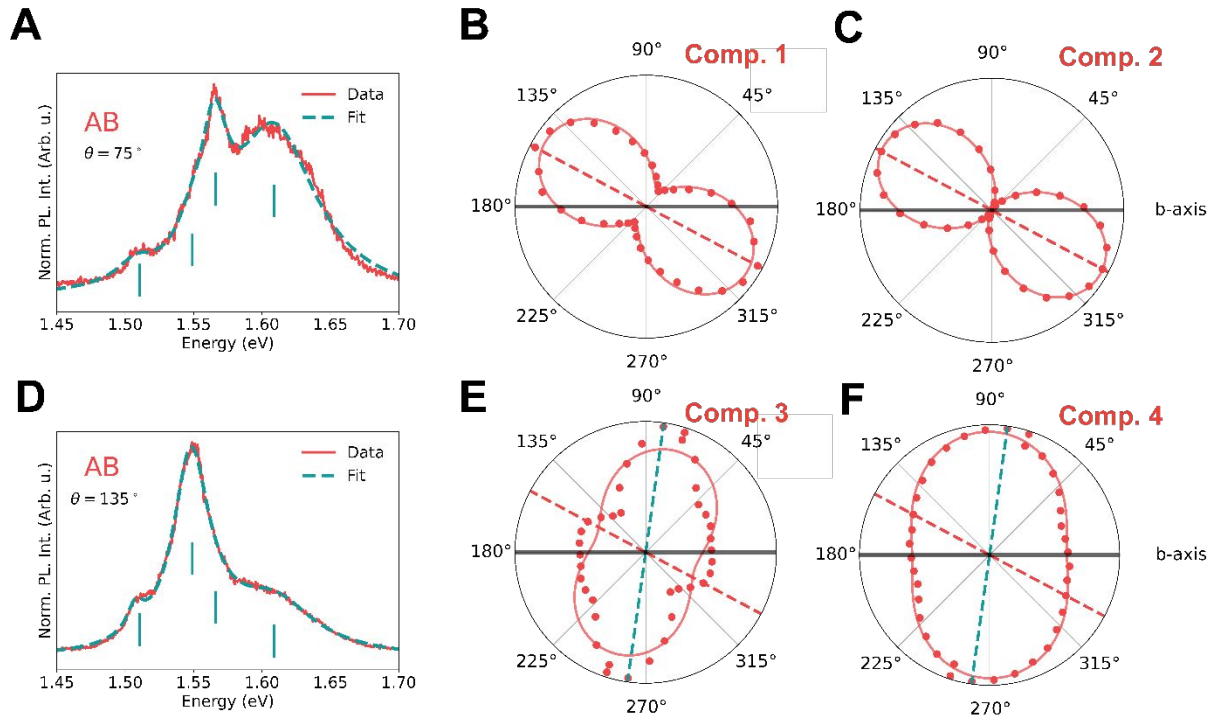 A
Norm. PL. Int. (Arb. u.)
AB
θ = 75°
Data
Fit
1.45 1.50 1.55 1.60 1.65 1.70
Energy (eV)
B
Comp. 1
90°
135° 45°
180°
225° 315°
270°
C
Comp. 2
90°
135° 45°
180° b-axis
225° 315°
270°
D
Norm. PL. Int. (Arb. u.)
AB
θ = 135°
Data
Fit
1.45 1.50 1.55 1.60 1.65 1.70
Energy (eV)
E
Comp. 3
90°
135° 45°
180°
225° 315°
270°
F
Comp. 4
90°
135° 45°
180° b-axis
225° 315°
270°